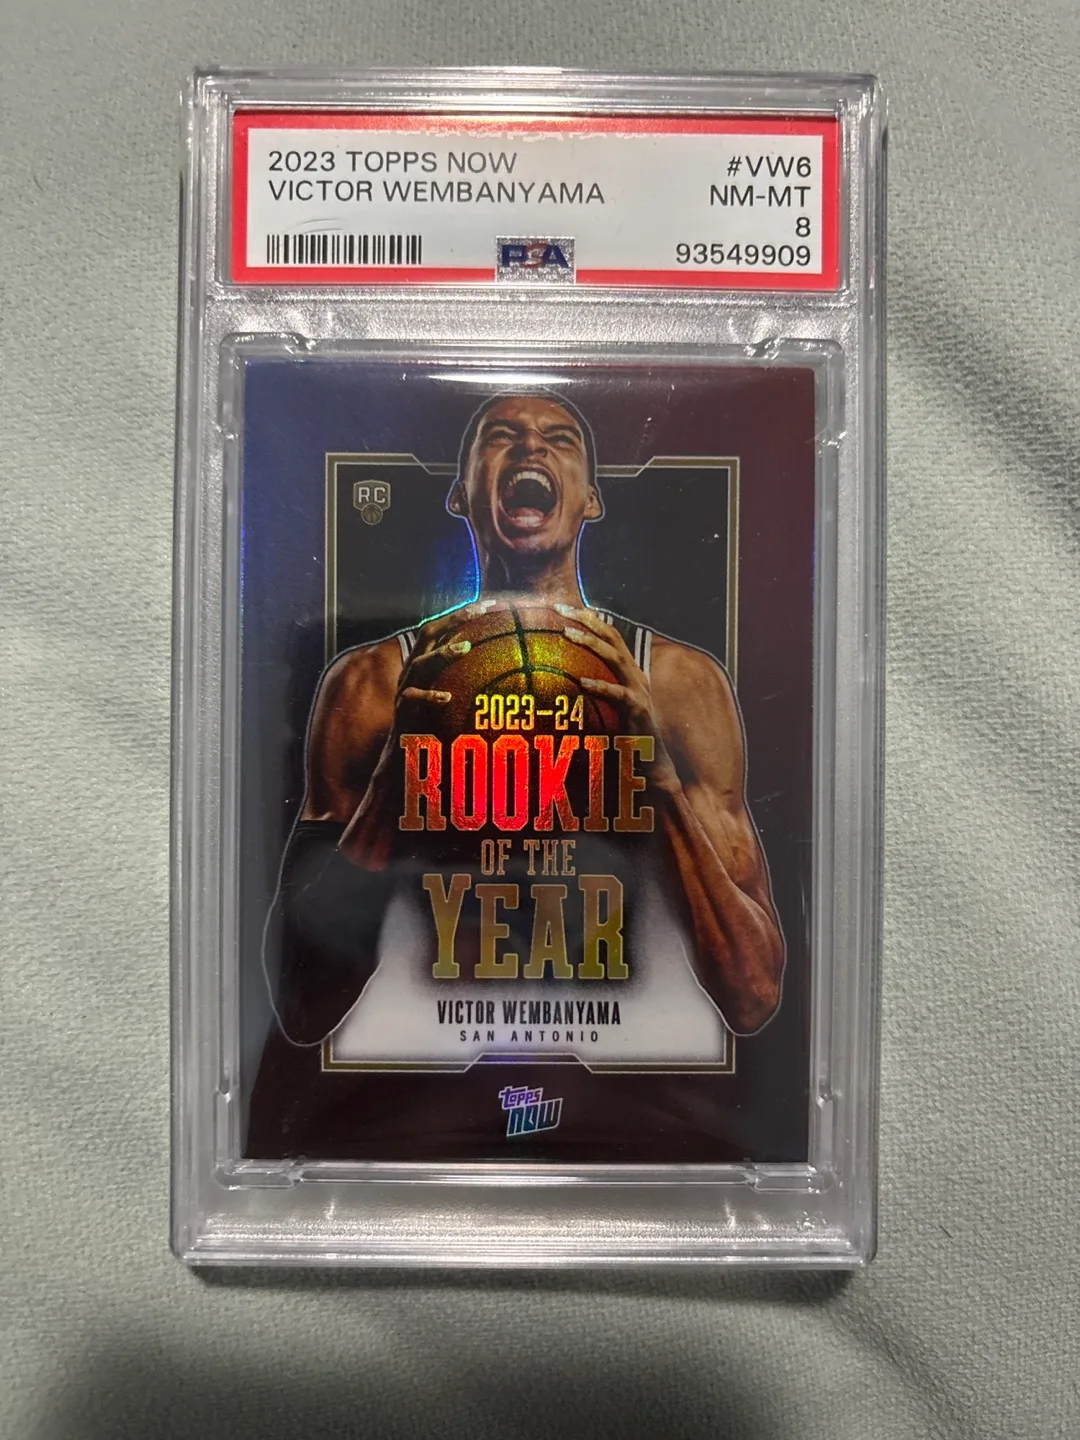 2023 TOPPS NOW #VW6
VICTOR WEMBANYAMA NM-MT
8
PSA 93549909
RC
2023-24
ROOKIE
OF THE
YEAR
VICTOR WEMBANYAMA
SAN ANTONIO
topps
now